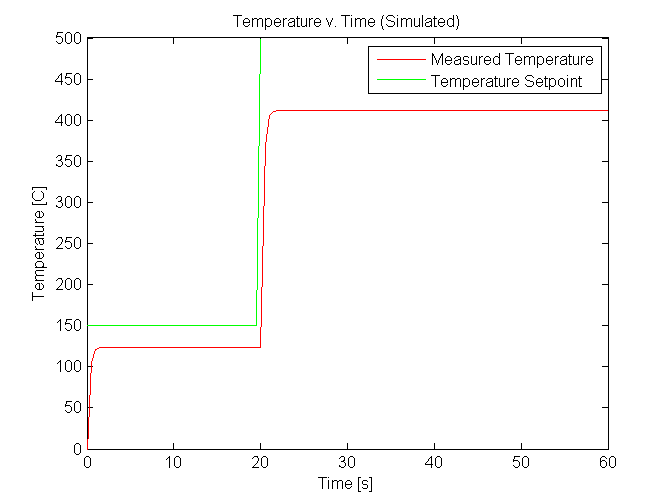 Temperature v. Time (Simulated)
Measured Temperature
Temperature Setpoint
Temperature [C]
500
450
400
350
300
250
200
150
100
50
0
0 10 20 30 40 50 60
Time [s]